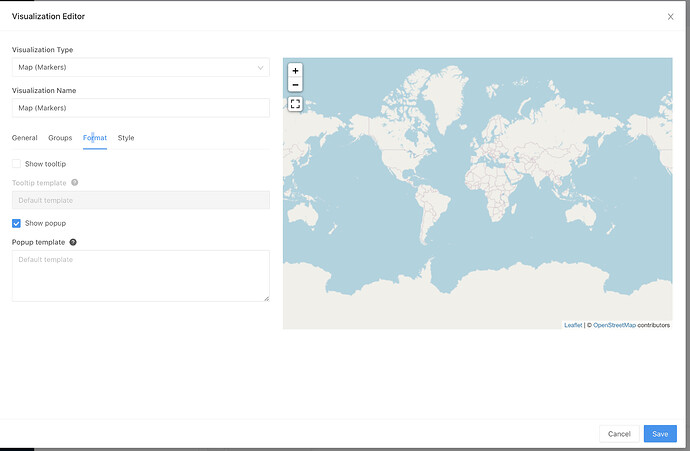 Visualization Editor
Visualization Type
Map (Markers)
Visualization Name
Map (Markers)
General Groups Format Style
Show tooltip
Tooltip template
Default template
Show popup
Popup template
Default template
+
−
Leaflet | © OpenStreetMap contributors
Cancel Save